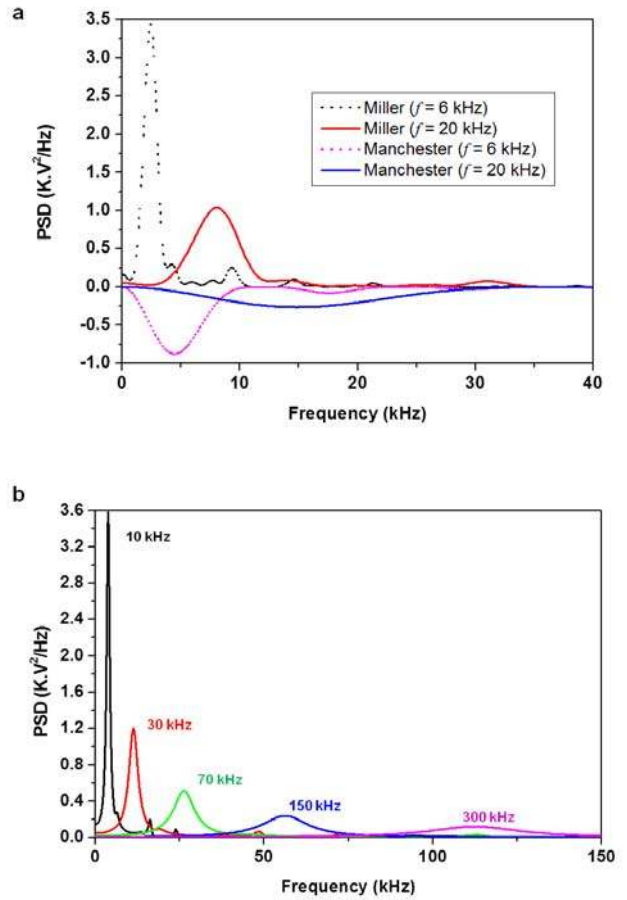 a
3.5
3.0
2.5
2.0
1.5
1.0
0.5
0.0
-0.5
-1.0
PSD (K.V²/Hz)
Miller (f = 6 kHz)
Miller (f = 20 kHz)
Manchester (f = 6 kHz)
Manchester (f = 20 kHz)
0 10 20 30 40
Frequency (kHz)
b
3.6
3.2
2.8
2.4
2.0
1.6
1.2
0.8
0.4
0.0
PSD (K.V²/Hz)
10 kHz
30 kHz
70 kHz
150 kHz
300 kHz
0 50 100 150
Frequency (kHz)